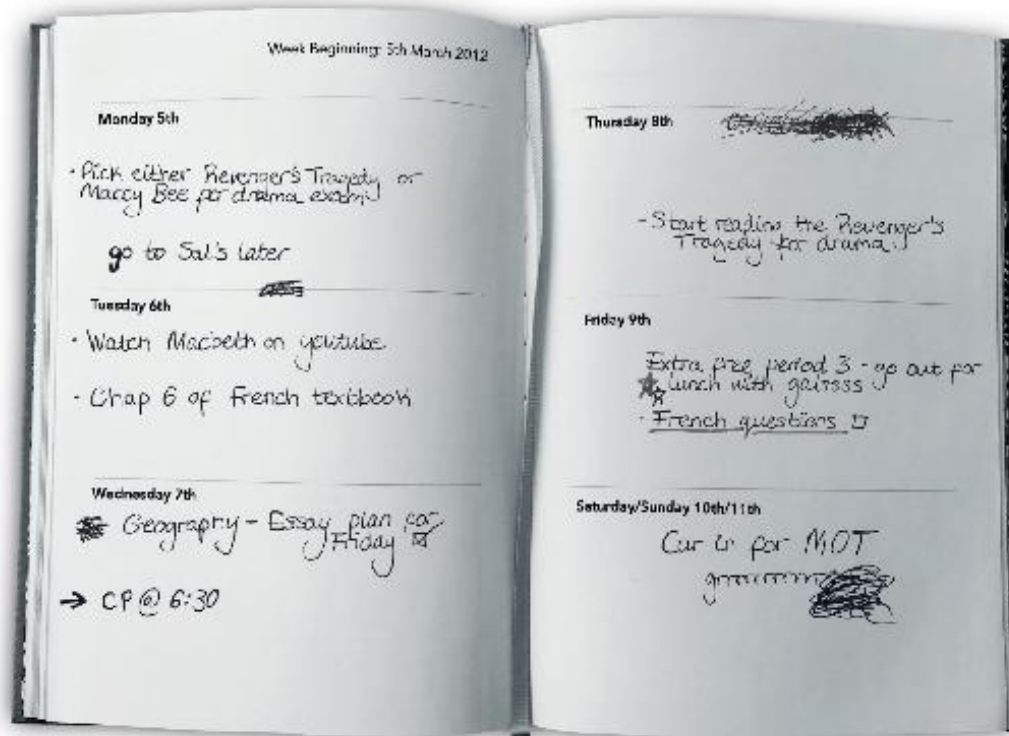 Week Beginning: 5th March 2012
Monday 5th
· Pick either Revenger's Tragedy or
Maccy Bee for drama exam
go to Sal's later
Tuesday 6th
· Watch Macbeth on youtube
· Chap 6 of French textbook
Wednesday 7th
Geography - Essay plan for
Friday
→ CP @ 6:30
Thursday 8th
- Start reading the Revenger's
Tragedy for drama
Friday 9th
Extra free period 3 - go out for
lunch with
· French questions
Saturday/Sunday 10th/11th
Car in for MOT